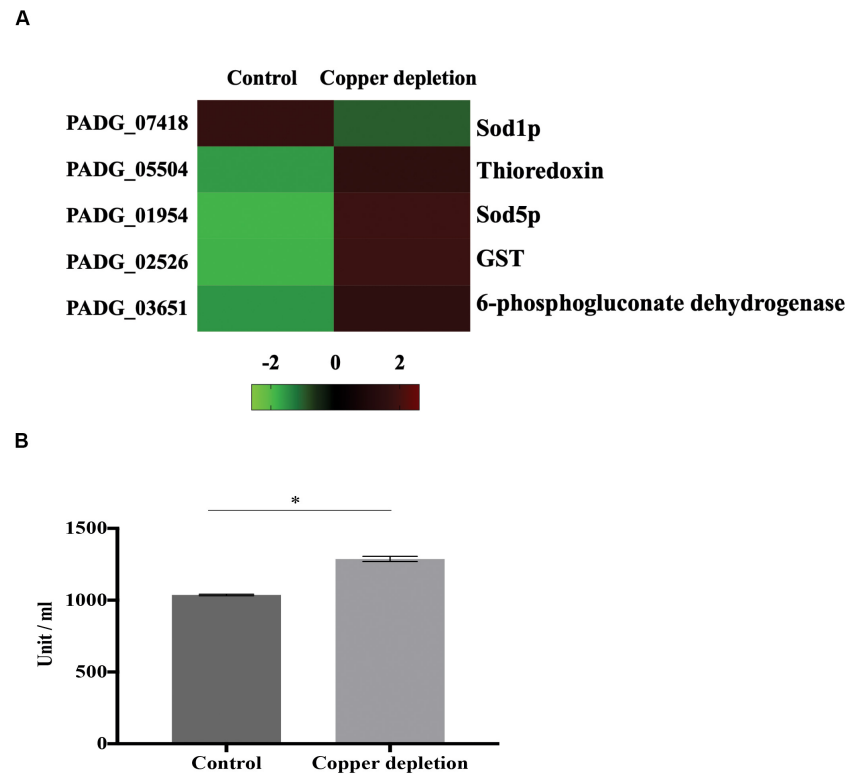 A
Control Copper depletion
PADG_07418 Sod1p
PADG_05504 Thioredoxin
PADG_01954 Sod5p
PADG_02526 GST
PADG_03651 6-phosphogluconate dehydrogenase
-2 0 2
B
*
1500
1000
500
0
Unit / ml
Control Copper depletion